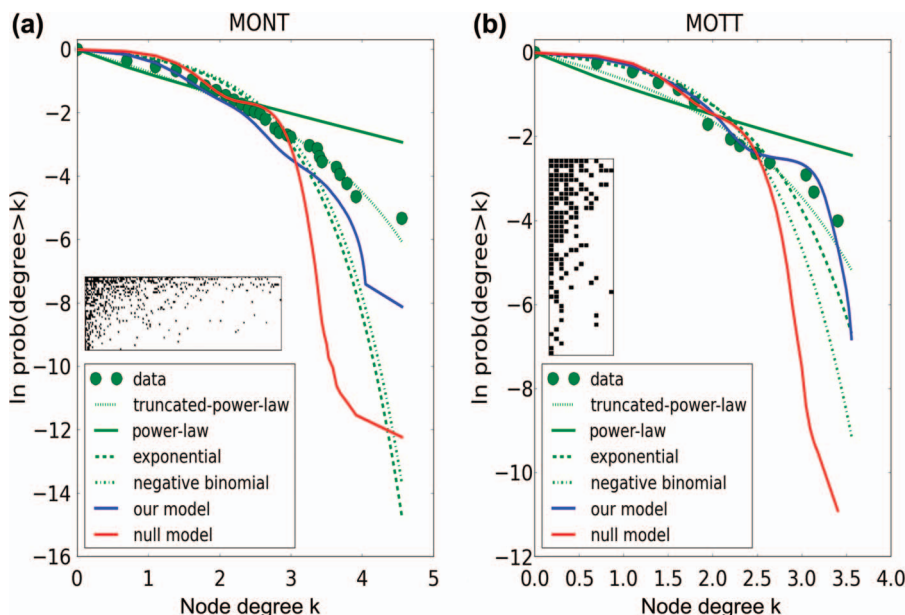 (a)
MONT
ln prob(degree>k)
0
−2
−4
−6
−8
−10
−12
−14
−16
data
truncated-power-law
power-law
exponential
negative binomial
our model
null model
0 1 2 3 4 5
Node degree k
(b)
MOTT
ln prob(degree>k)
0
−2
−4
−6
−8
−10
−12
data
truncated-power-law
power-law
exponential
negative binomial
our model
null model
0.0 0.5 1.0 1.5 2.0 2.5 3.0 3.5 4.0
Node degree k